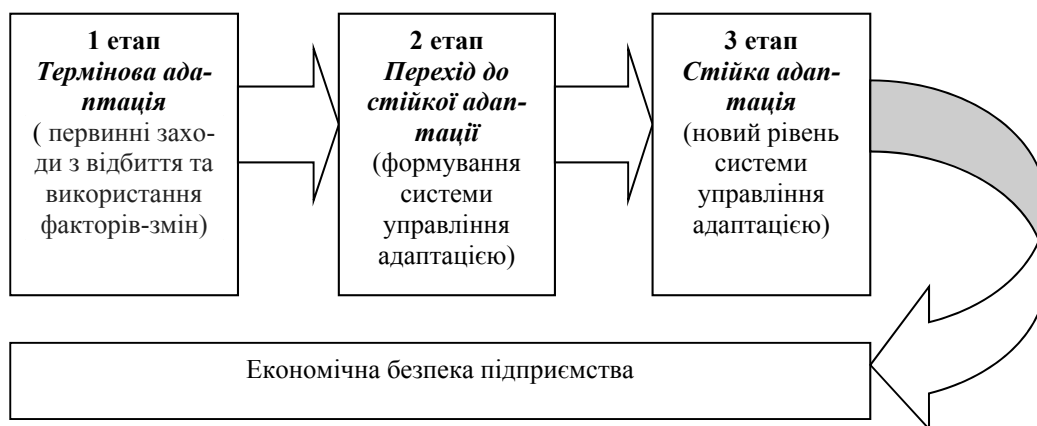 1 етап
Термінова ада-
птація
( первинні захо-
ди з відбиття та
використання
факторів-змін)
2 етап
Перехід до
стійкої адап-
тації
(формування
системи
управління
адаптацією)
3 етап
Стійка адап-
тація
(новий рівень
системи
управління
адаптацією)
Економічна безпека підприємства